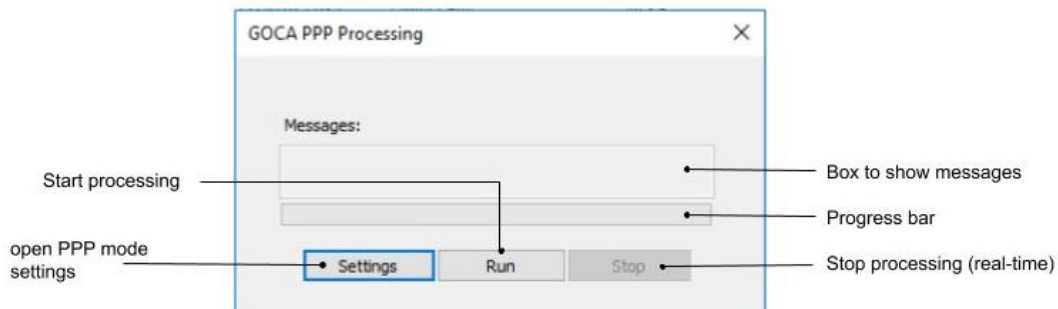 GOCA PPP Processing
Messages:
Start processing
Box to show messages
Progress bar
open PPP mode
settings
Settings
Run
Stop
Stop processing (real-time)